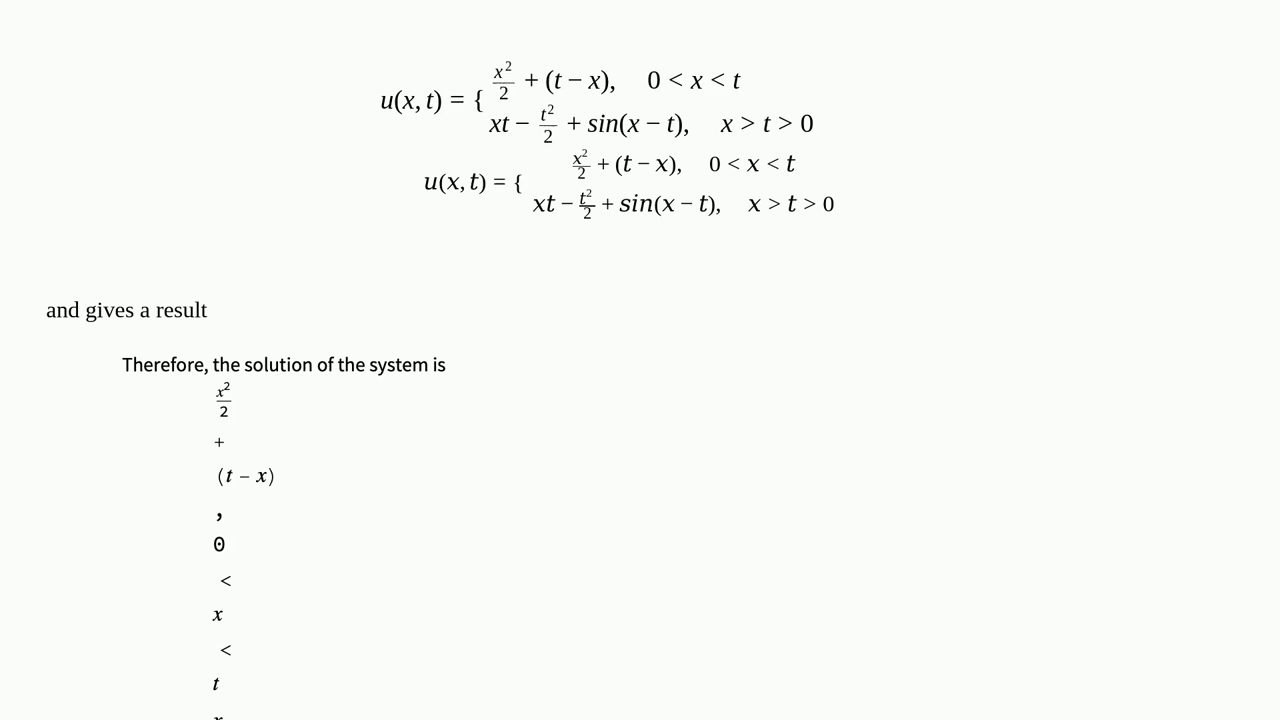 u(x, t) = { x²/2 + (t − x), 0 < x < t
xt − t²/2 + sin(x − t), x > t > 0
u(x, t) = { x²/2 + (t − x), 0 < x < t
xt − t²/2 + sin(x − t), x > t > 0
and gives a result
Therefore, the solution of the system is
x²/2
+
(t − x)
,
0
<
x
<
t